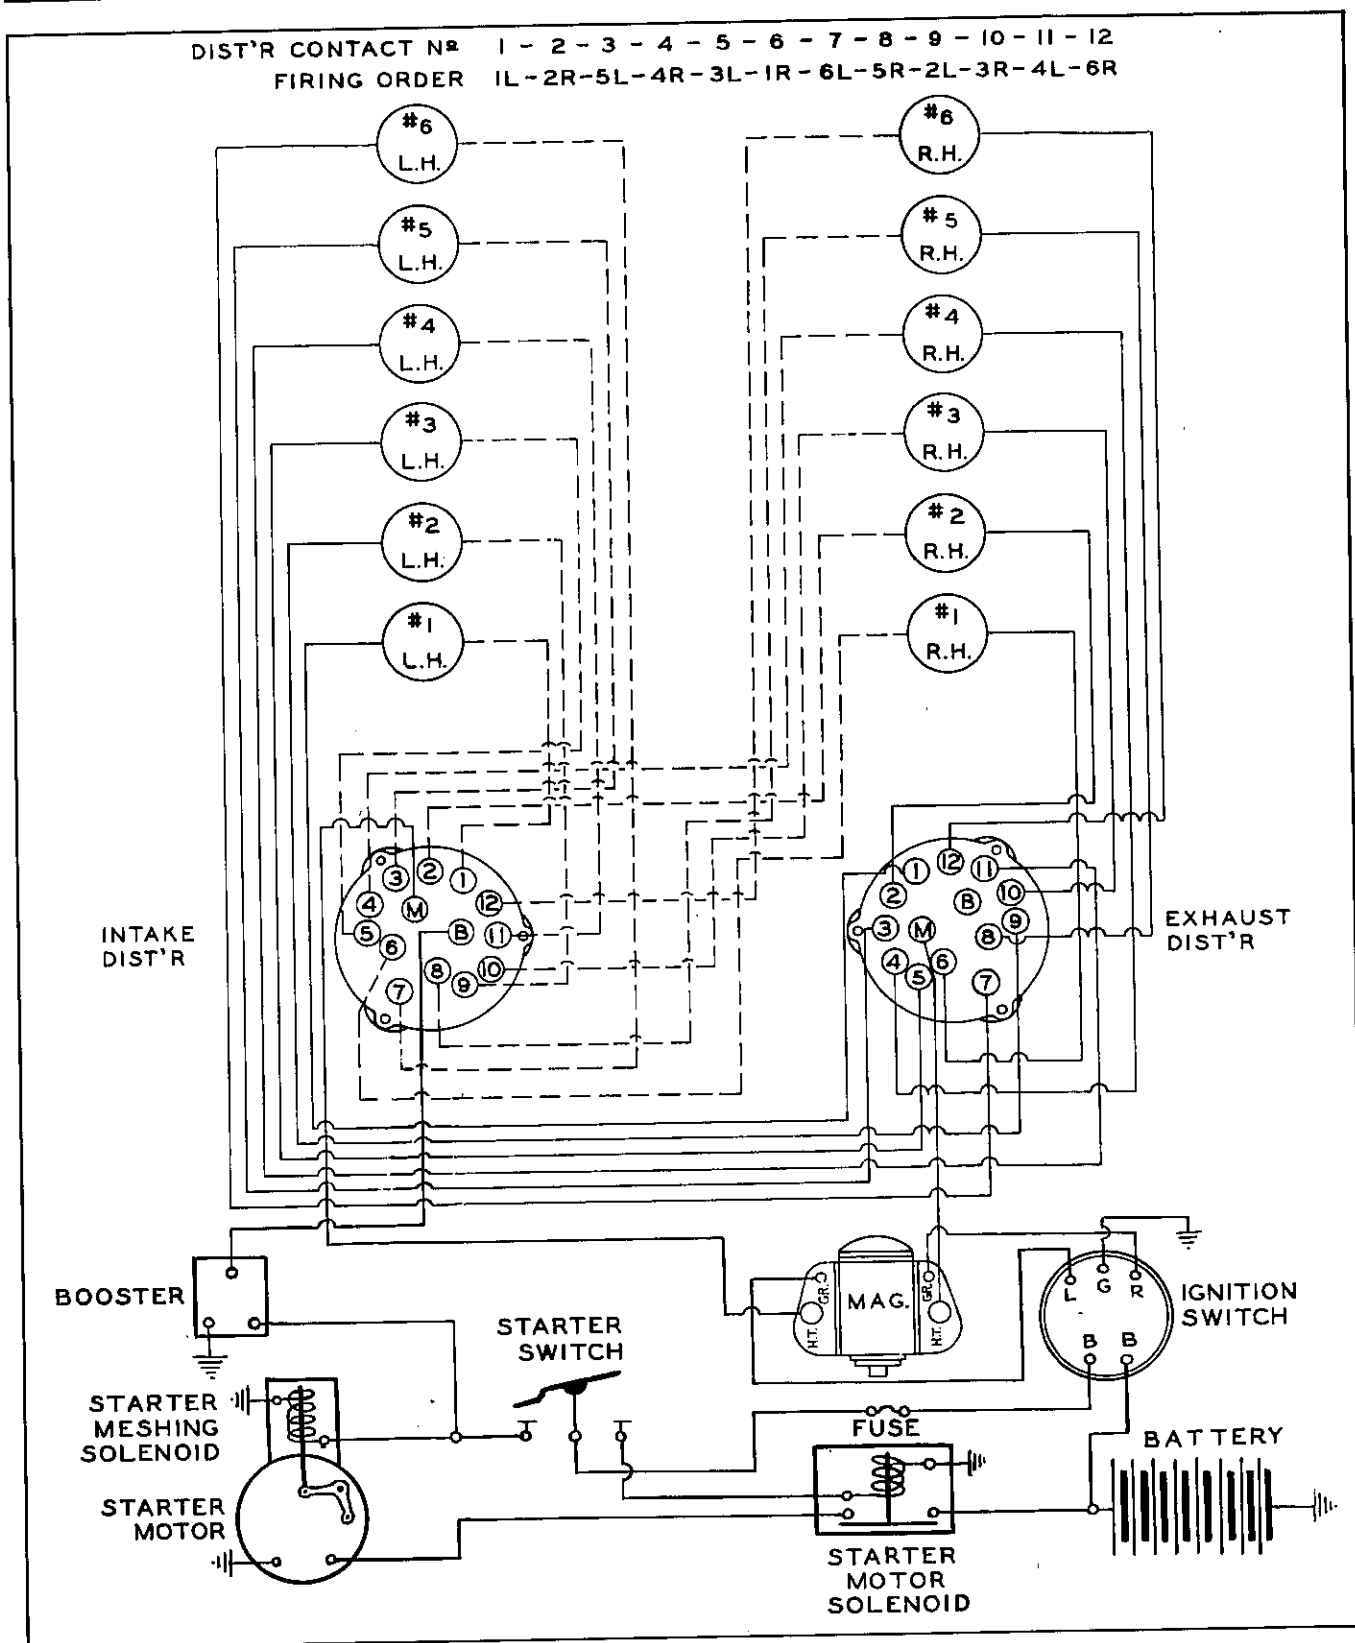 DIST'R CONTACT Nº 1 - 2 - 3 - 4 - 5 - 6 - 7 - 8 - 9 - 10 - 11 - 12
FIRING ORDER 1L - 2R - 5L - 4R - 3L - 1R - 6L - 5R - 2L - 3R - 4L - 6R
#6
L.H.
#6
R.H.
#5
L.H.
#5
R.H.
#4
L.H.
#4
R.H.
#3
L.H.
#3
R.H.
#2
L.H.
#2
R.H.
#1
L.H.
#1
R.H.
INTAKE
DIST'R
1
2
3
4
5
6
7
8
9
10
11
12
M
B
1
2
3
4
5
6
7
8
9
10
11
12
M
B
EXHAUST
DIST'R
BOOSTER
STARTER
SWITCH
H.T.
GR.
MAG.
GR.
H.T.
L
G
R
B
B
IGNITION
SWITCH
STARTER
MESHING
SOLENOID
FUSE
BATTERY
STARTER
MOTOR
STARTER
MOTOR
SOLENOID